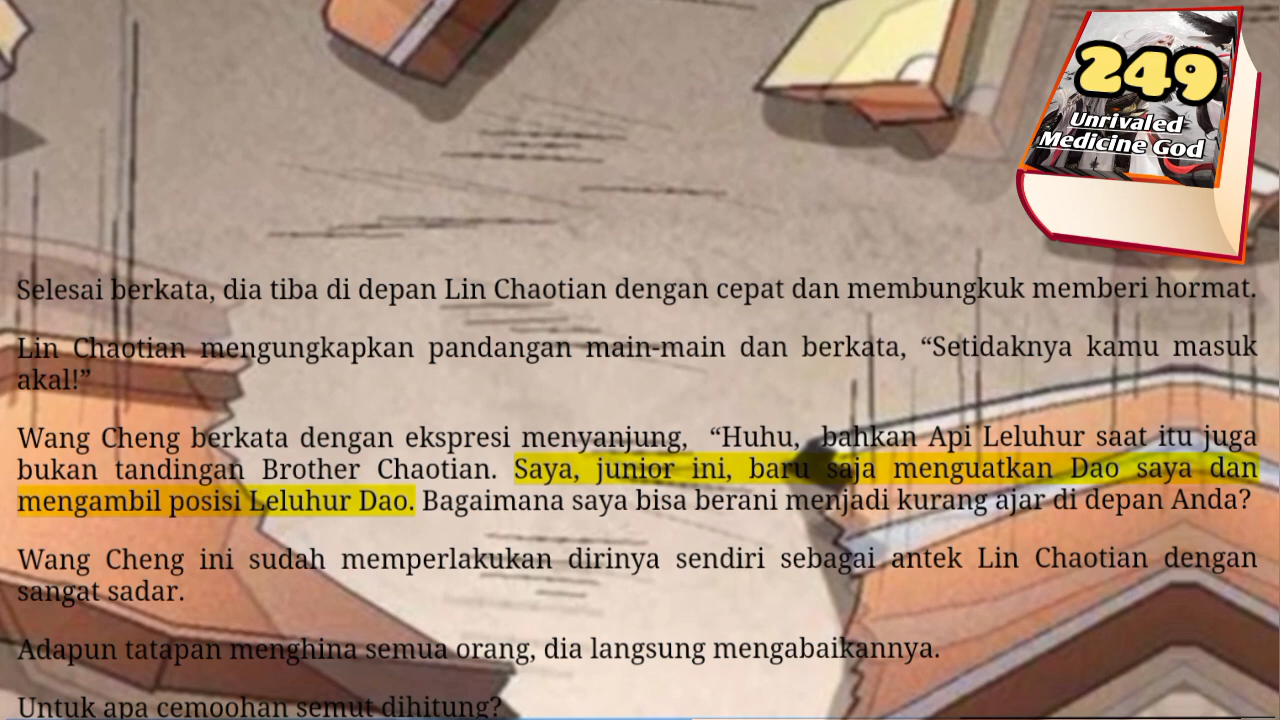 249
Unrivaled
Medicine God
Selesai berkata, dia tiba di depan Lin Chaotian dengan cepat dan membungkuk memberi hormat.
Lin Chaotian mengungkapkan pandangan main-main dan berkata, “Setidaknya kamu masuk
akal!”
Wang Cheng berkata dengan ekspresi menyanjung, “Huhu, bahkan Api Leluhur saat itu juga
bukan tandingan Brother Chaotian. Saya, junior ini, baru saja menguatkan Dao saya dan
mengambil posisi Leluhur Dao. Bagaimana saya bisa berani menjadi kurang ajar di depan Anda?
Wang Cheng ini sudah memperlakukan dirinya sendiri sebagai antek Lin Chaotian dengan
sangat sadar.
Adapun tatapan menghina semua orang, dia langsung mengabaikannya.
Untuk apa cemoohan semut dihitung?